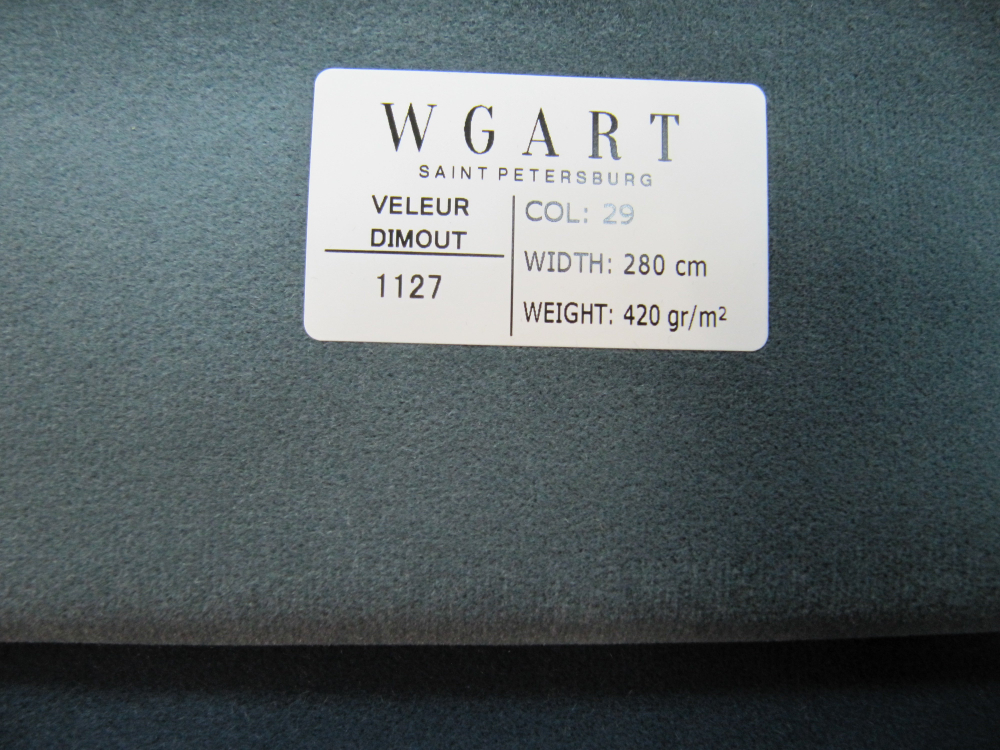 WGART
SAINT PETERSBURG
VELEUR
DIMOUT
1127
COL: 29
WIDTH: 280 cm
WEIGHT: 420 gr/m²